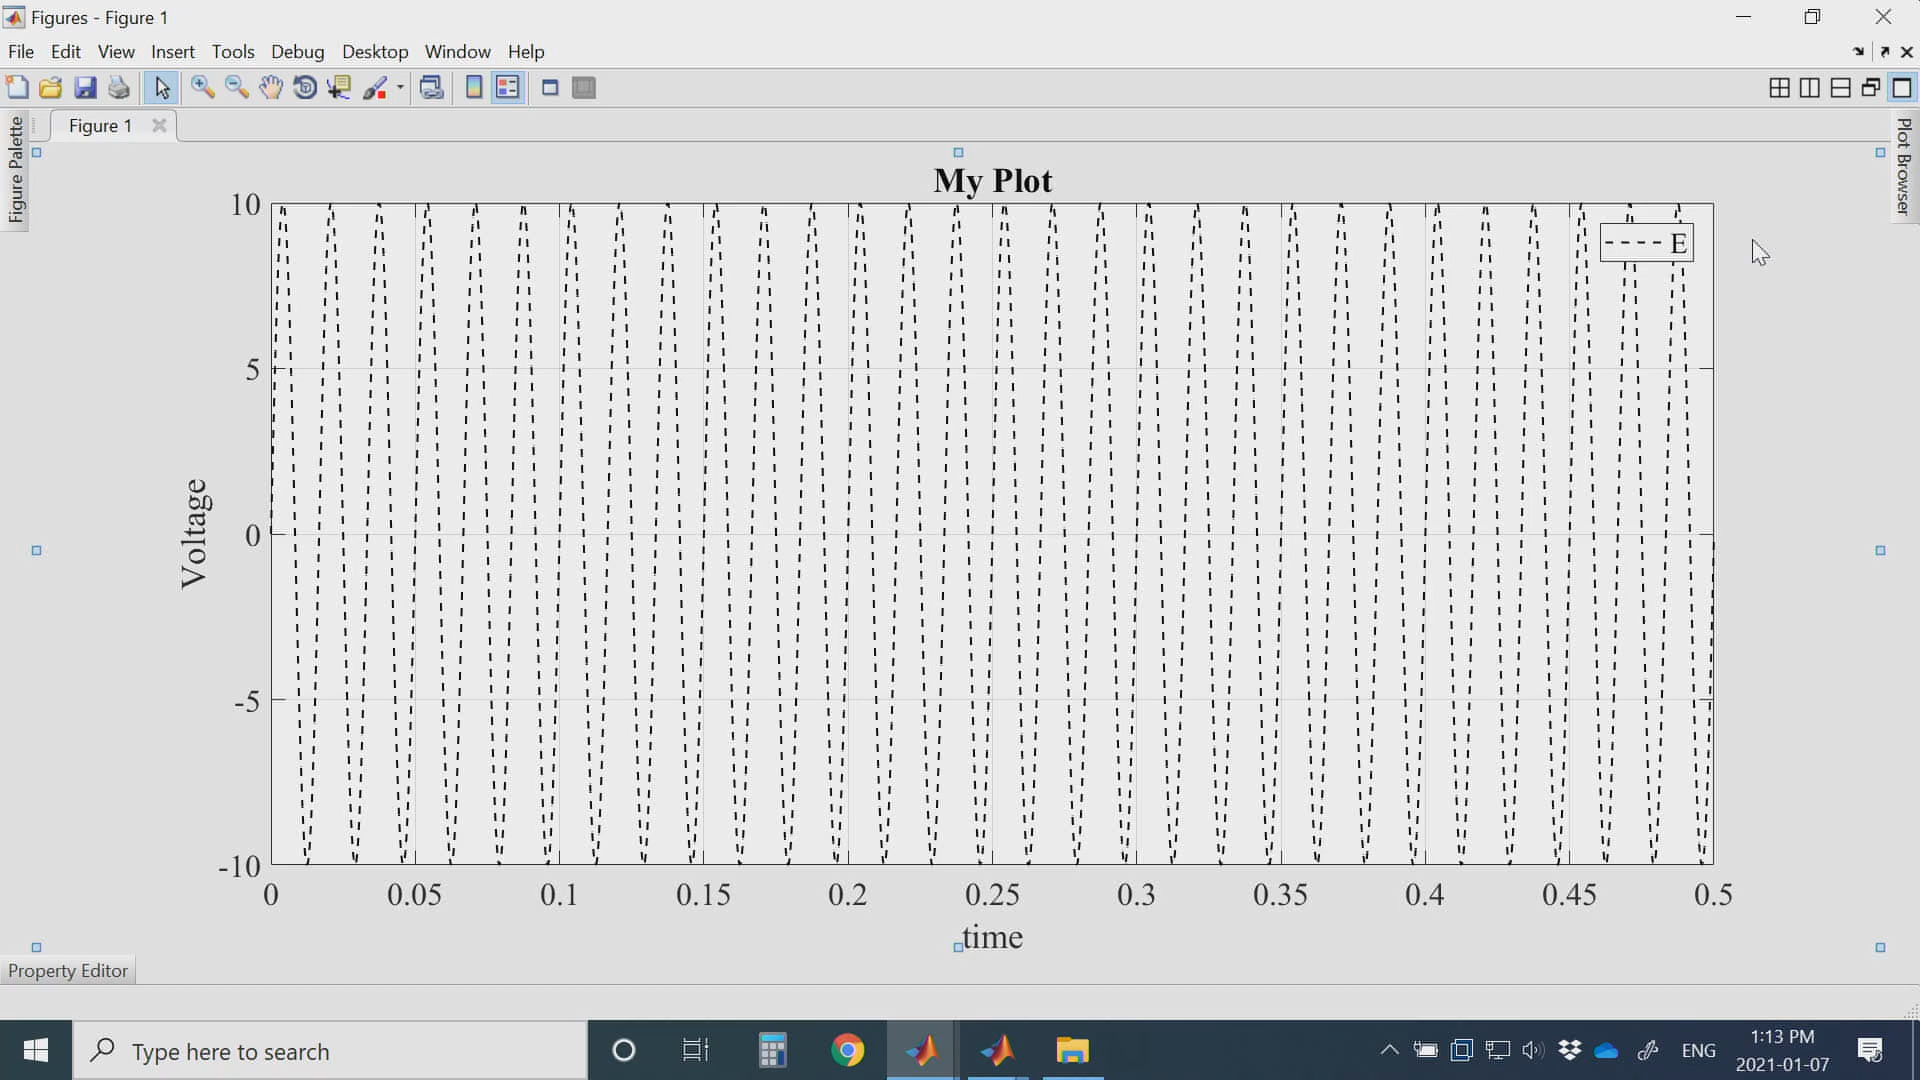 Figures - Figure 1
File Edit View Insert Tools Debug Desktop Window Help
Figure 1
Figure Palette
Plot Browser
My Plot
E
10
5
0
-5
-10
Voltage
0 0.05 0.1 0.15 0.2 0.25 0.3 0.35 0.4 0.45 0.5
time
Property Editor
Type here to search
ENG
1:13 PM
2021-01-07